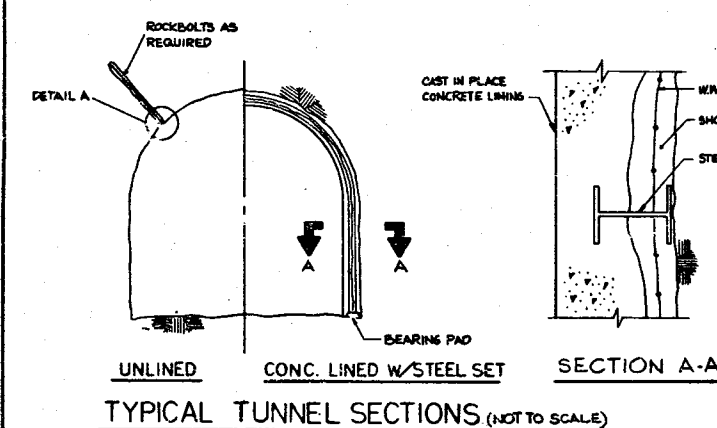 ROCKBOLTS AS
REQUIRED
DETAIL A
CAST IN PLACE
CONCRETE LINING
A
A
BEARING PAD
UNLINED
CONC. LINED W/STEEL SET
SECTION A-A
TYPICAL TUNNEL SECTIONS (NOT TO SCALE)